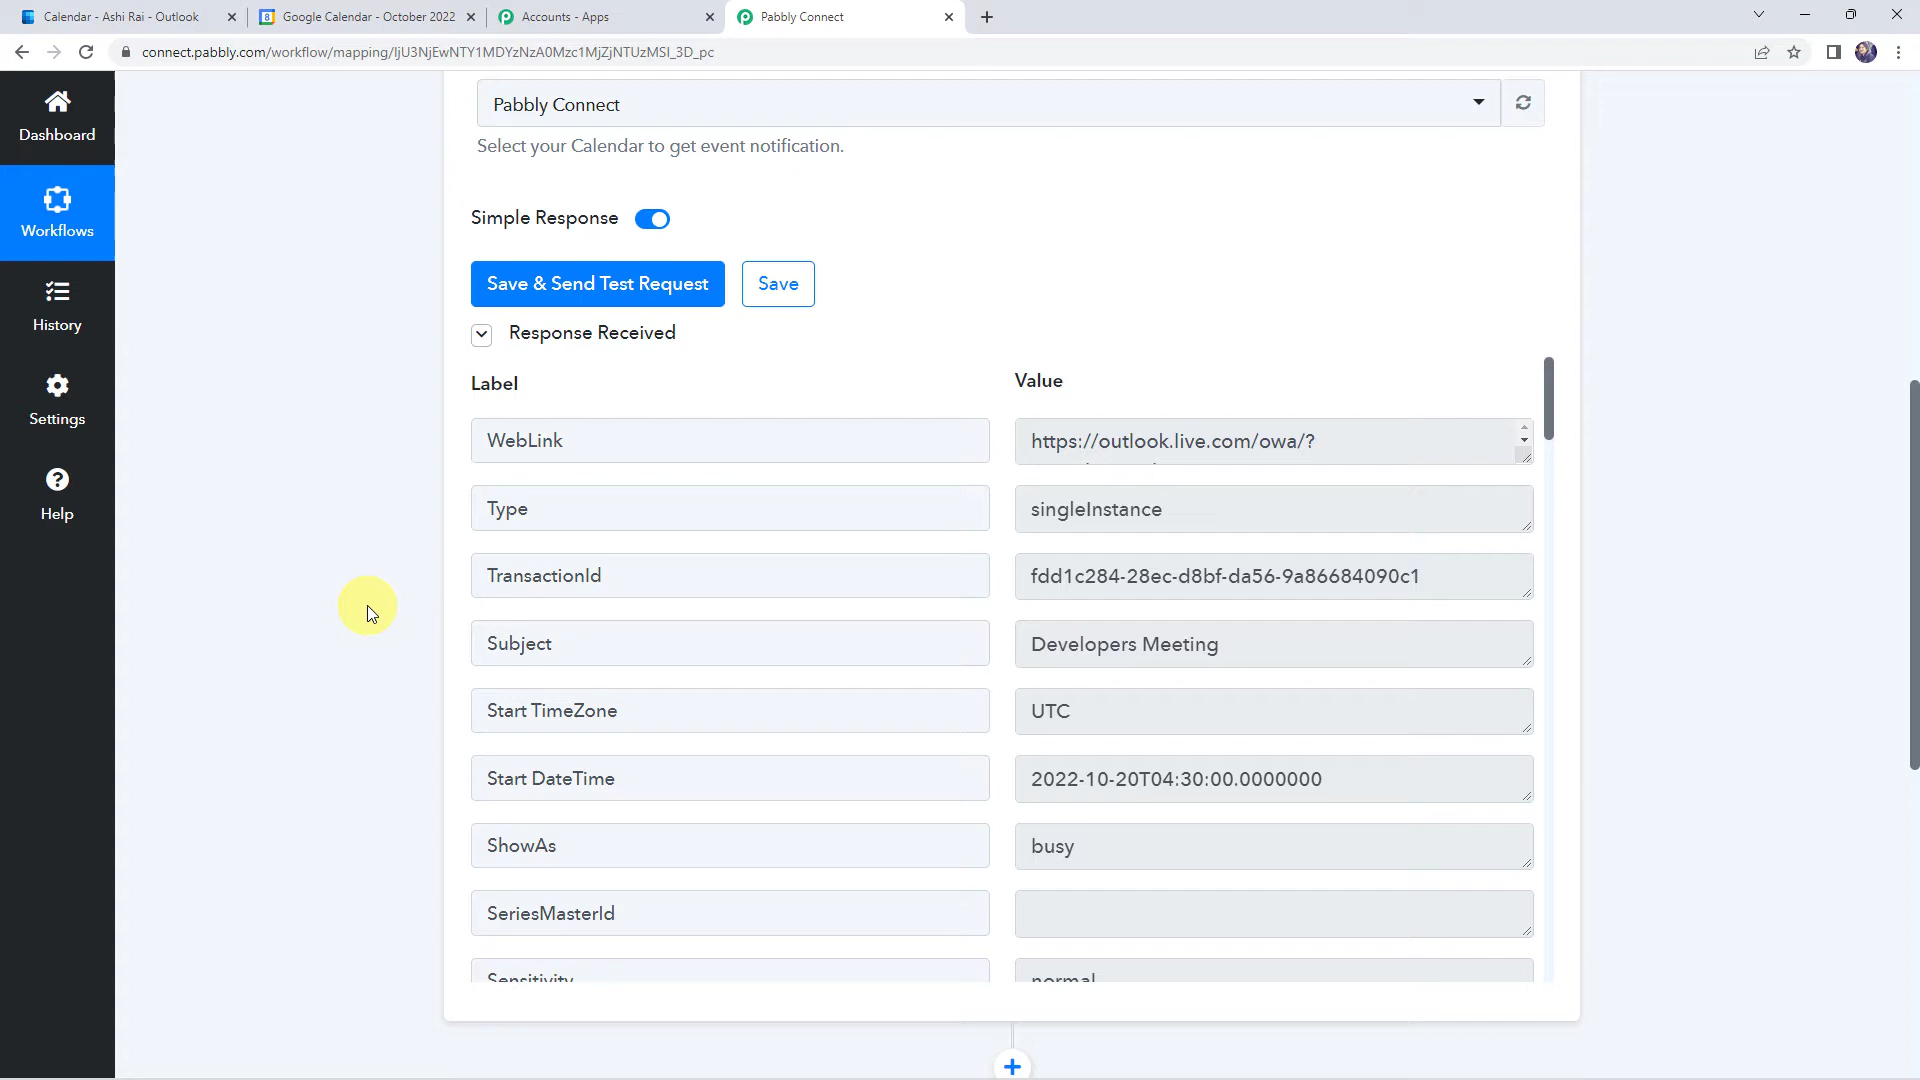 Calendar - Ashi Rai - Outlook
Google Calendar - October 2022
Accounts - Apps
Pabbly Connect
connect.pabbly.com/workflow/mapping/IjU3NjEwNTY1MDYzNzA0Mzc1MjZjNTUzMSI_3D_pc
Dashboard
Workflows
History
Settings
Help
Pabbly Connect
Select your Calendar to get event notification.
Simple Response
Save & Send Test Request
Save
Response Received
Label
Value
WebLink
https://outlook.live.com/owa/?
Type
singleInstance
TransactionId
fdd1c284-28ec-d8bf-da56-9a86684090c1
Subject
Developers Meeting
Start TimeZone
UTC
Start DateTime
2022-10-20T04:30:00.0000000
ShowAs
busy
SeriesMasterId
Sensitivity
normal